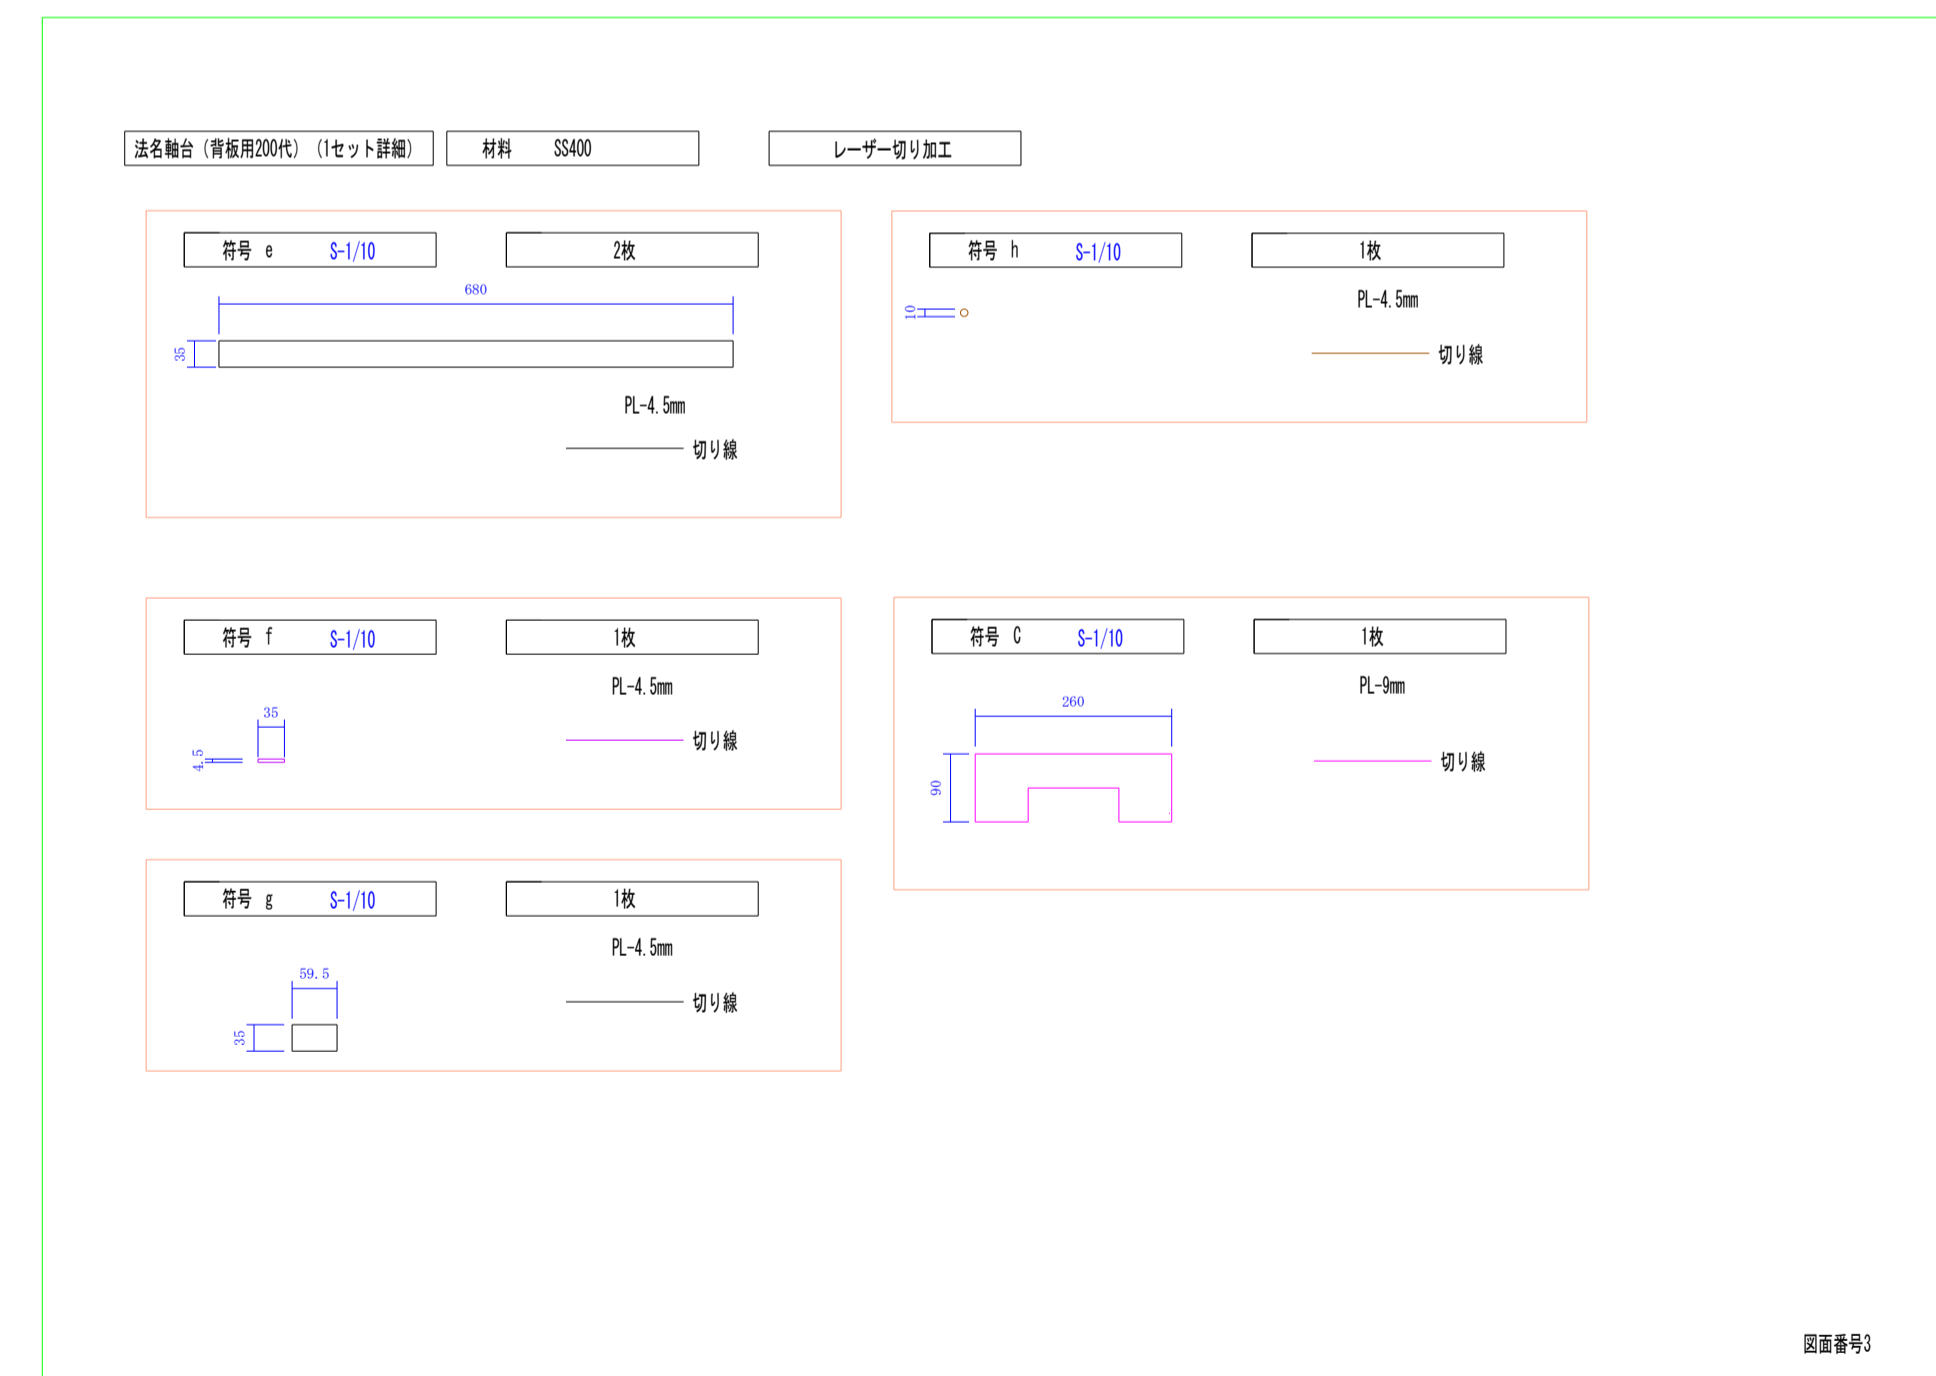 法名軸台（背板用200代）（1セット詳細）
材料 SS400
レーザー切り加工
符号 e S-1/10
2枚
680
35
PL-4.5mm
切り線
符号 h S-1/10
1枚
PL-4.5mm
10
切り線
符号 f S-1/10
1枚
PL-4.5mm
35
4.5
切り線
符号 C S-1/10
1枚
PL-9mm
260
90
切り線
符号 g S-1/10
1枚
PL-4.5mm
59.5
35
切り線
図面番号3